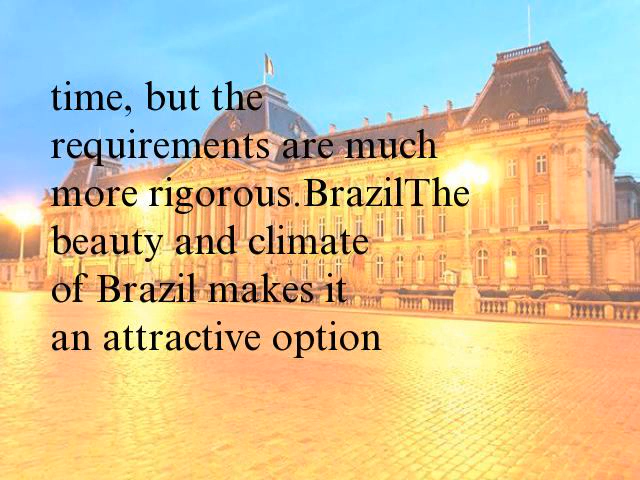 time, but the
requirements are much
more rigorous.BrazilThe
beauty and climate
of Brazil makes it
an attractive option